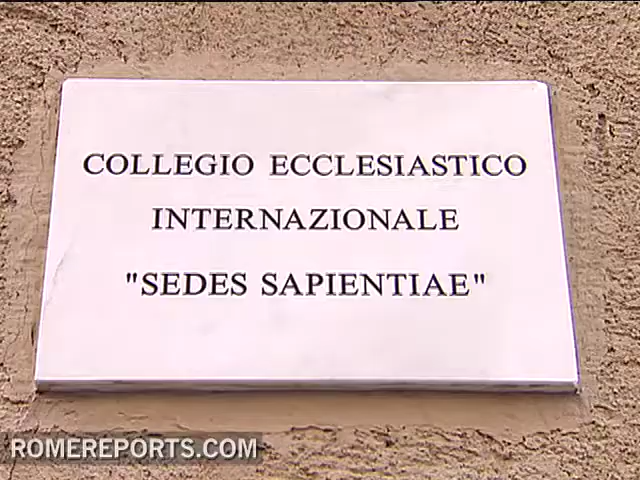 COLLEGIO ECCLESIASTICO
INTERNAZIONALE
"SEDES SAPIENTIAE"
ROMEREPORTS.COM